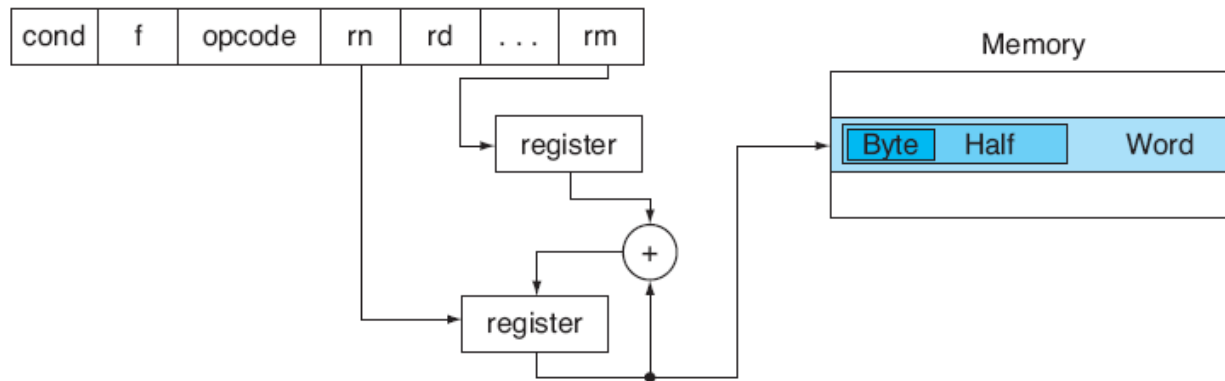 cond f opcode rn rd . . . rm
Memory
register
Byte Half Word
+
register